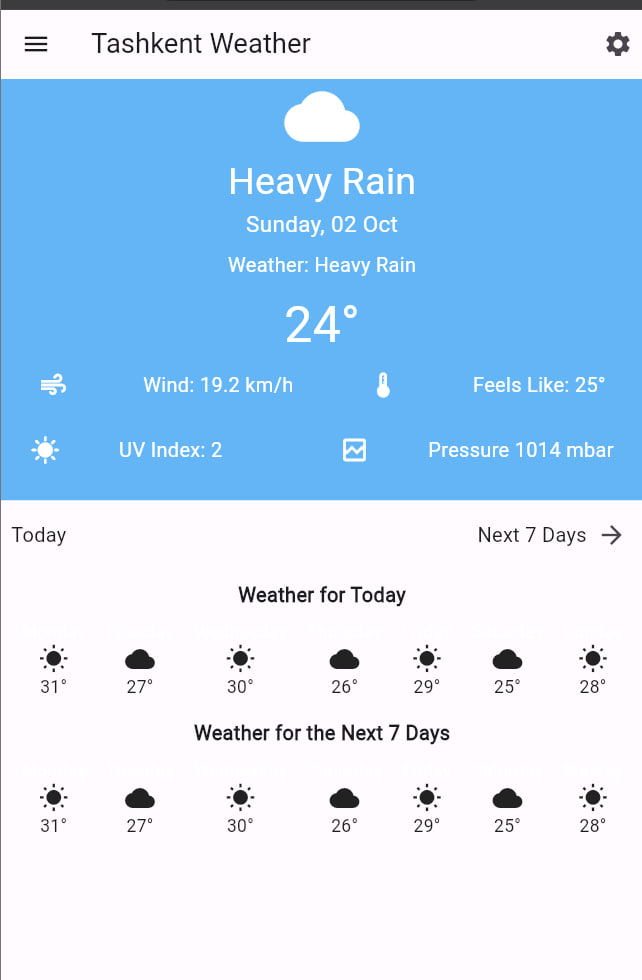 Tashkent Weather
Heavy Rain
Sunday, 02 Oct
Weather: Heavy Rain
24°
Wind: 19.2 km/h
Feels Like: 25°
UV Index: 2
Pressure 1014 mbar
Today
Next 7 Days
Weather for Today
31° 27° 30° 26° 29° 25° 28°
Weather for the Next 7 Days
31° 27° 30° 26° 29° 25° 28°